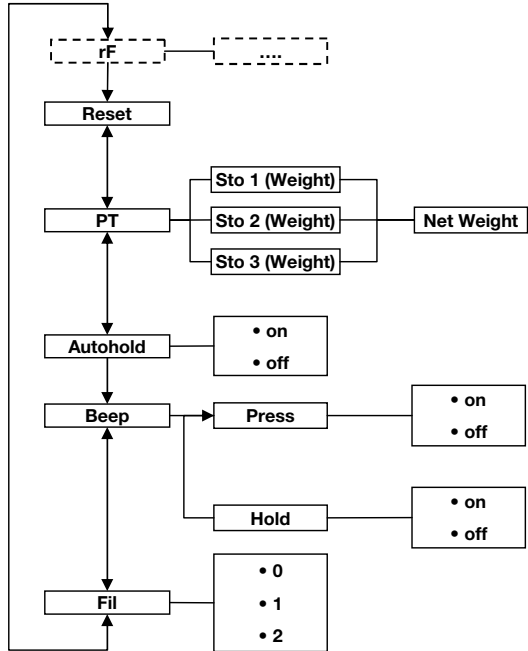 rF
....
Reset
Sto 1 (Weight)
PT
Sto 2 (Weight)
Net Weight
Sto 3 (Weight)
• on
Autohold
• off
Beep
Press
• on
• off
Hold
• on
• off
• 0
Fil
• 1
• 2